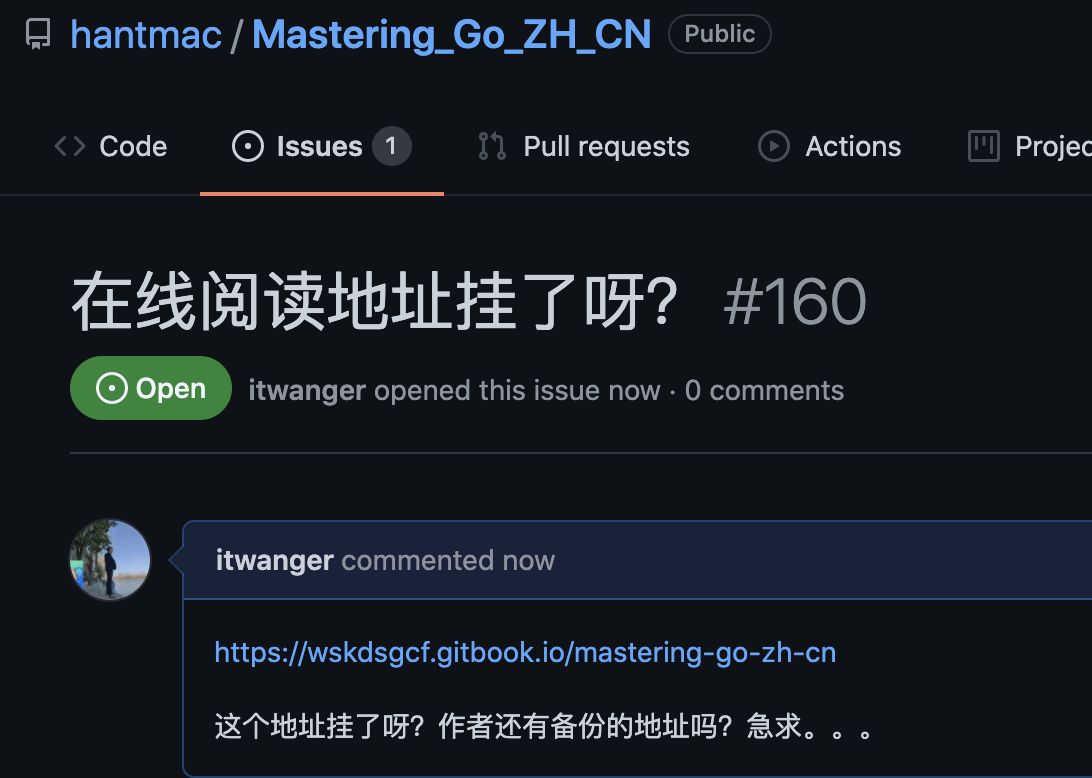 hantmac / Mastering_Go_ZH_CN Public
Code Issues 1 Pull requests Actions Projec
在线阅读地址挂了呀？ #160
Open itwanger opened this issue now · 0 comments
itwanger commented now
https://wskdsgcf.gitbook.io/mastering-go-zh-cn
这个地址挂了呀？作者还有备份的地址吗？急求。。。